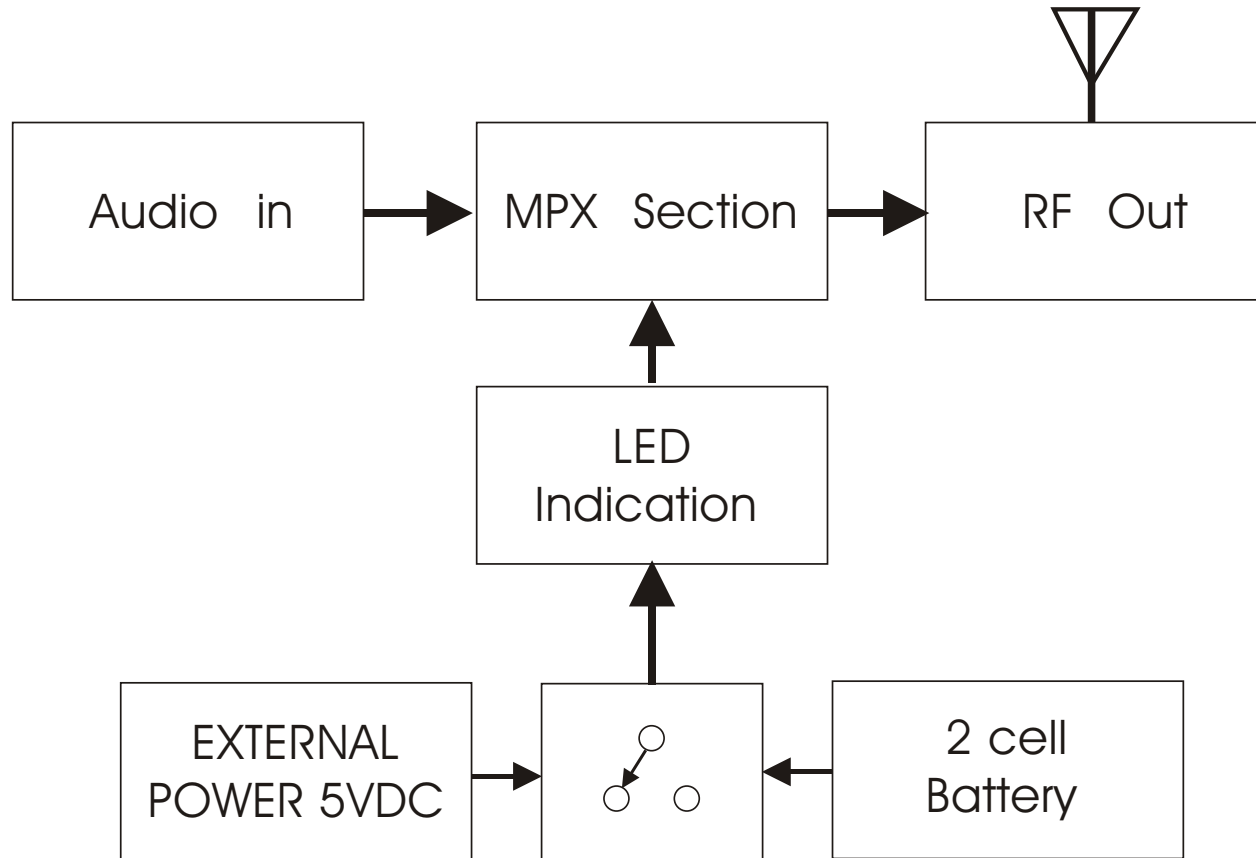 Audio in
MPX Section
RF Out
LED
Indication
EXTERNAL
POWER 5VDC
2 cell
Battery